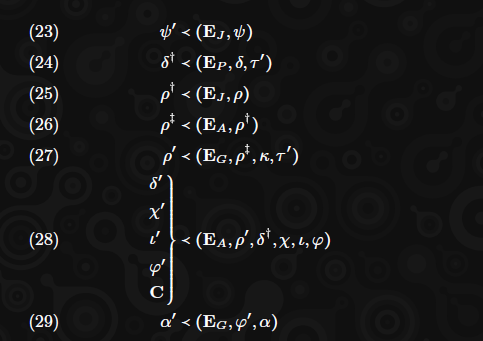 (23) ψ′ ≺ (E_J, ψ)
(24) δ† ≺ (E_P, δ, τ′)
(25) ρ† ≺ (E_J, ρ)
(26) ρ‡ ≺ (E_A, ρ†)
(27) ρ′ ≺ (E_G, ρ‡, κ, τ′)
δ′
χ′
(28) ι′ } ≺ (E_A, ρ′, δ†, χ, ι, φ)
φ′
C
(29) α′ ≺ (E_G, φ′, α)